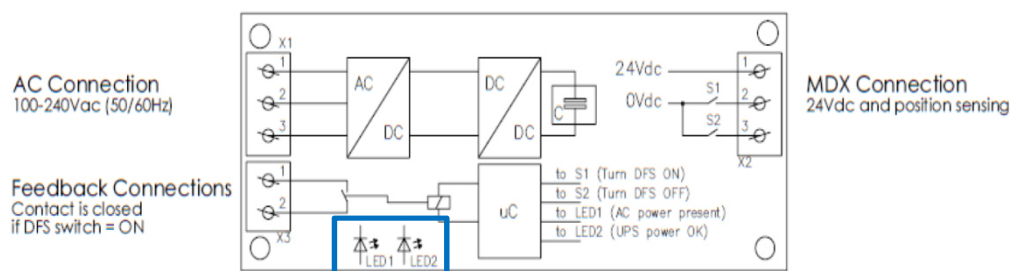 AC Connection
100-240Vac (50/60Hz)
Feedback Connections
Contact is closed
if DFS switch = ON
X1
1
2
3
AC
DC
DC
DC
C
24Vdc
0Vdc
S1
S2
1
2
3
X2
1
2
X3
LED1
LED2
uC
to S1 (Turn DFS ON)
to S2 (Turn DFS OFF)
to LED1 (AC power present)
to LED2 (UPS power OK)
MDX Connection
24Vdc and position sensing